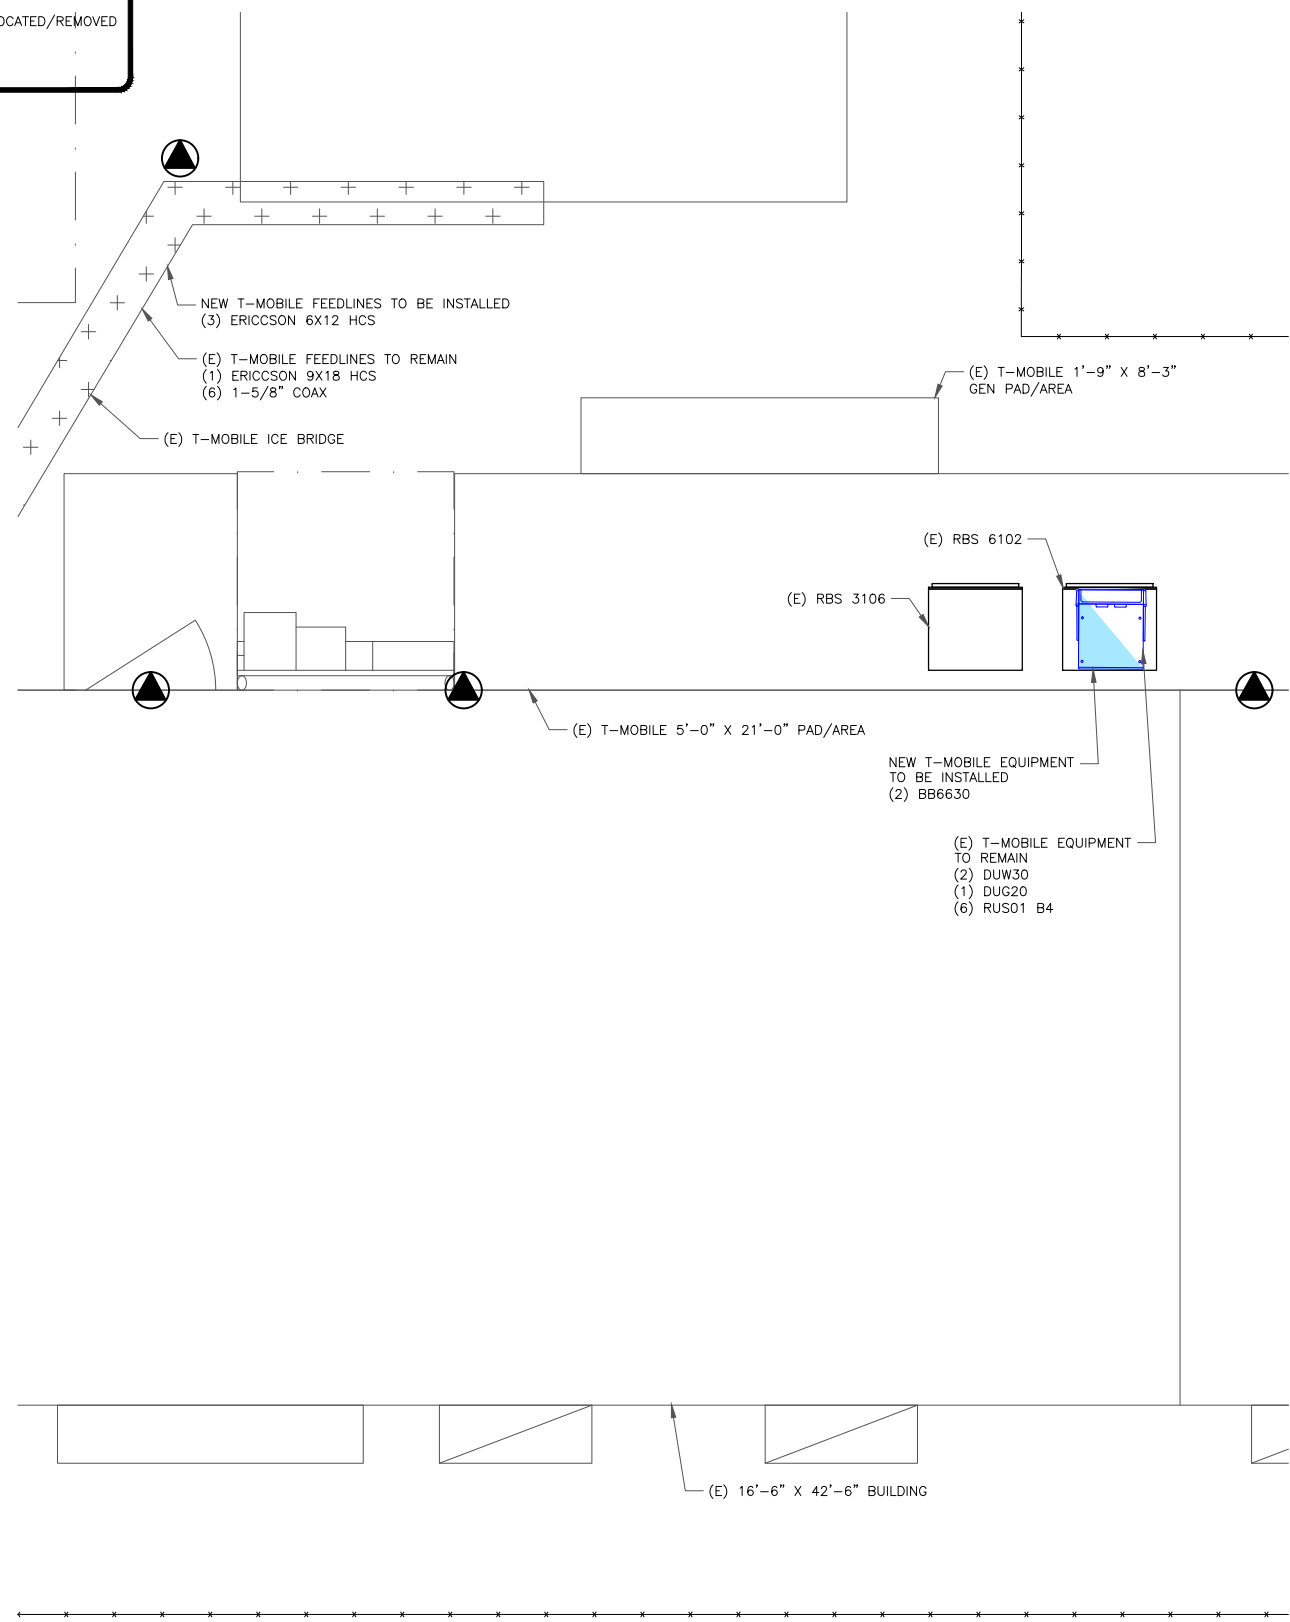 OCATED/REMOVED
NEW T-MOBILE FEEDLINES TO BE INSTALLED
(3) ERICCSON 6X12 HCS
(E) T-MOBILE FEEDLINES TO REMAIN
(1) ERICCSON 9X18 HCS
(6) 1-5/8" COAX
(E) T-MOBILE 1'-9" X 8'-3"
GEN PAD/AREA
(E) T-MOBILE ICE BRIDGE
(E) RBS 6102
(E) RBS 3106
(E) T-MOBILE 5'-0" X 21'-0" PAD/AREA
NEW T-MOBILE EQUIPMENT
TO BE INSTALLED
(2) BB6630
(E) T-MOBILE EQUIPMENT
TO REMAIN
(2) DUW30
(1) DUG20
(6) RUS01 B4
(E) 16'-6" X 42'-6" BUILDING